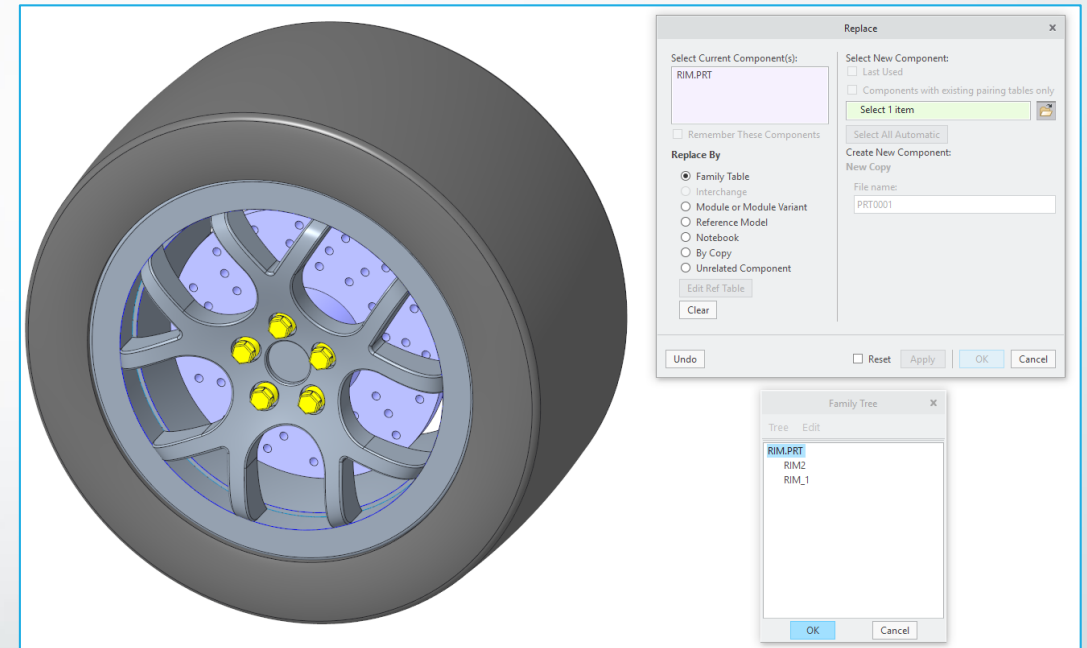 Replace
Select Current Component(s):
RIM.PRT
Remember These Components
Replace By
Family Table
Interchange
Module or Module Variant
Reference Model
Notebook
By Copy
Unrelated Component
Edit Ref Table
Clear
Select New Component:
Last Used
Components with existing pairing tables only
Select 1 item
Select All Automatic
Create New Component:
New Copy
File name:
PRT0001
Undo
Reset
Apply
OK
Cancel
Family Tree
Tree Edit
RIM.PRT
RIM2
RIM_1
OK
Cancel